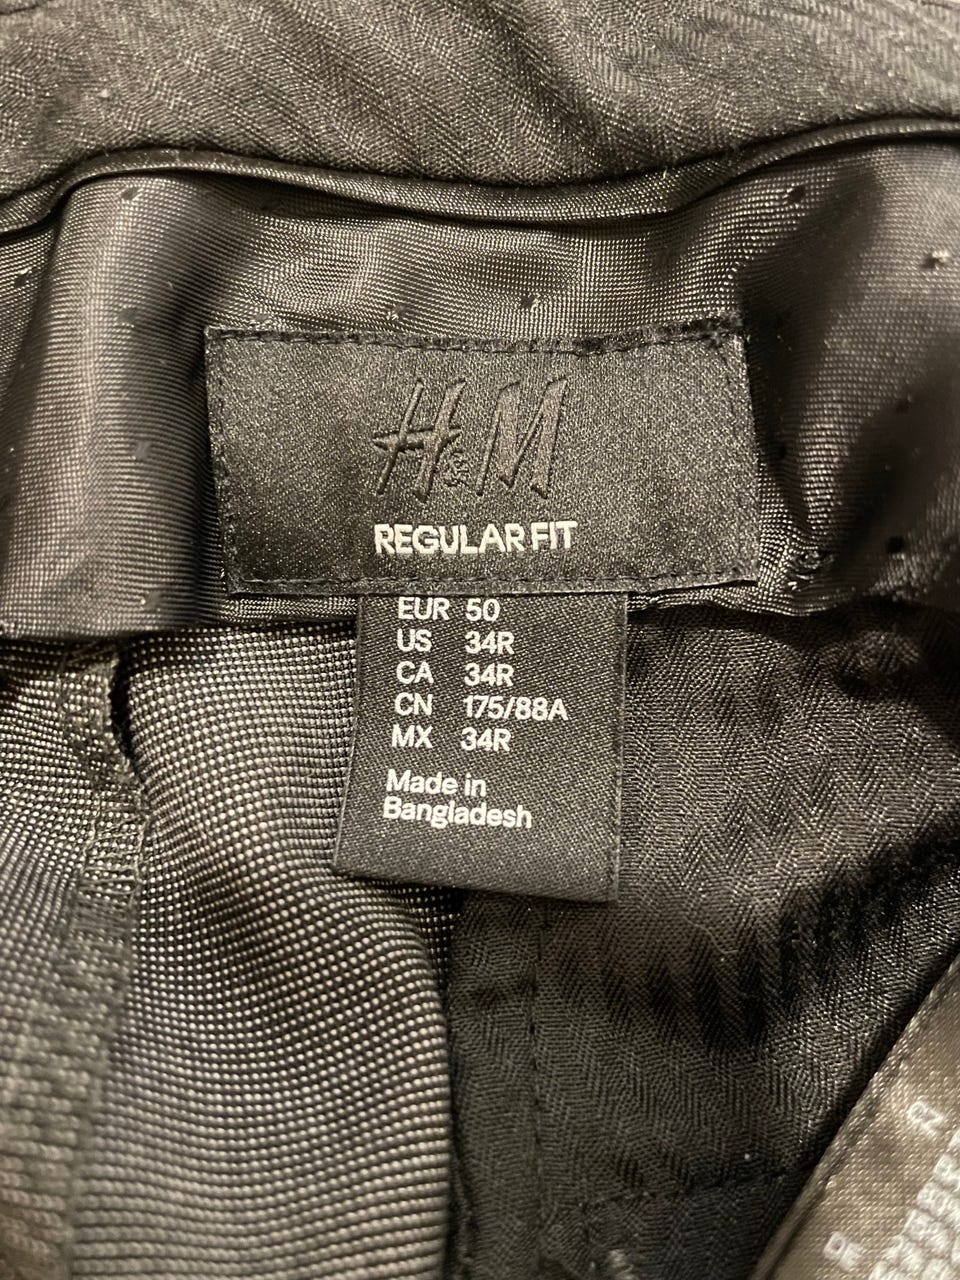 H&M
REGULAR FIT
EUR 50
US 34R
CA 34R
CN 175/88A
MX 34R
Made in
Bangladesh